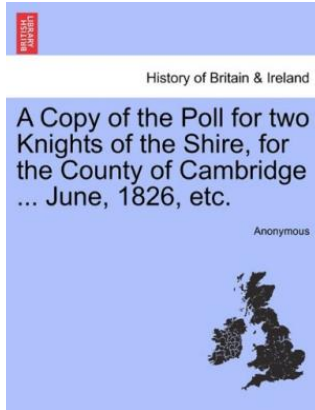 BRITISH
LIBRARY
History of Britain & Ireland
A Copy of the Poll for two
Knights of the Shire, for
the County of Cambridge
... June, 1826, etc.
Anonymous